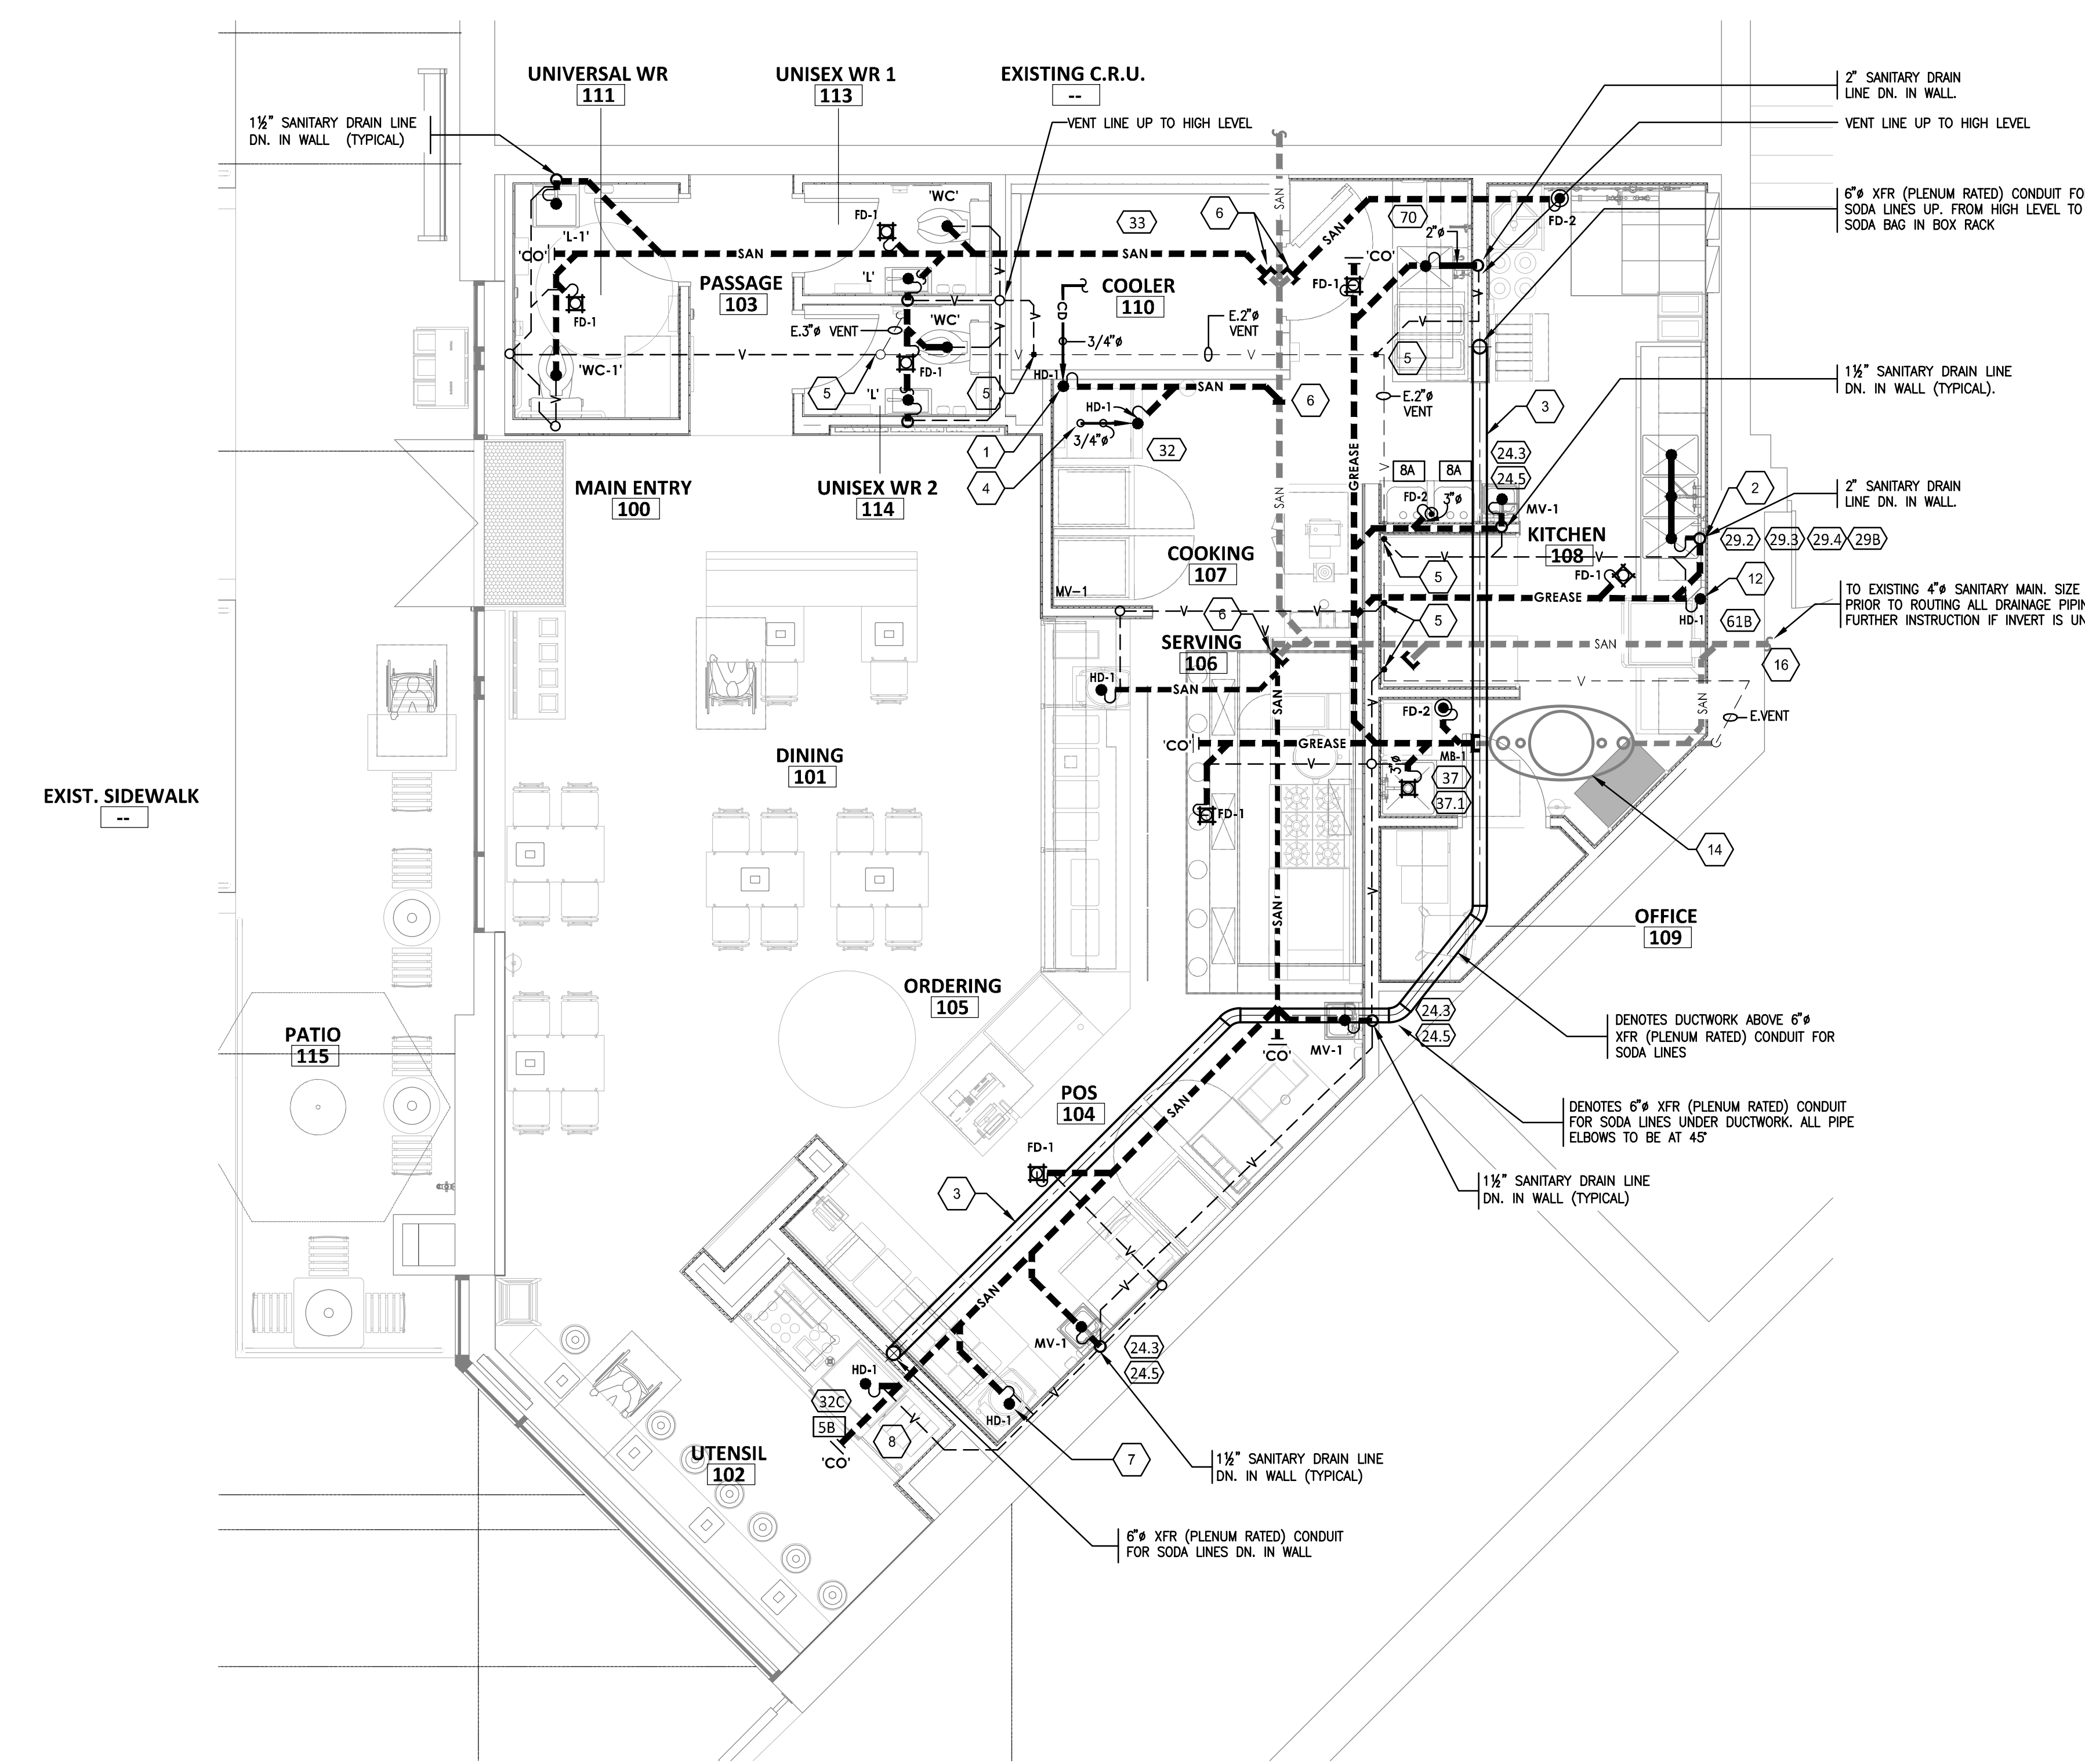 UNIVERSAL WR
111
UNISEX WR 1
113
EXISTING C.R.U.
--
2" SANITARY DRAIN
LINE DN. IN WALL.
1½" SANITARY DRAIN LINE
DN. IN WALL (TYPICAL)
VENT LINE UP TO HIGH LEVEL
VENT LINE UP TO HIGH LEVEL
6"ø XFR (PLENUM RATED) CONDUIT FO
SODA LINES UP. FROM HIGH LEVEL TO
SODA BAG IN BOX RACK
'WC'
FD-1
33
6
SAN
SAN
70
2"ø
FD-2
'L-1'
'CO'
SAN
SAN
'CO'
FD-1
PASSAGE
103
'L'
COOLER
110
CD
FD-1
V
V
V
E.3"ø VENT
'WC'
E.2"ø
VENT
3/4"ø
V
V
V
V
5
'WC-1'
FD-1
HD-1
SAN
1½" SANITARY DRAIN LINE
DN. IN WALL (TYPICAL).
5
'L'
5
6
E.2"ø
VENT
3
HD-1
3/4"ø
V
1
32
GREASE
24.3
8A
8A
24.5
4
MAIN ENTRY
100
UNISEX WR 2
114
FD-2
3"ø
MV-1
2
2" SANITARY DRAIN
LINE DN. IN WALL.
SAN
KITCHEN
108
29.2
29.3
29.4
29B
COOKING
107
V
V
FD-1
5
12
TO EXISTING 4"ø SANITARY MAIN. SIZE
PRIOR TO ROUTING ALL DRAINAGE PIPIN
FURTHER INSTRUCTION IF INVERT IS UN
MV-1
GREASE
V
6
V
V
5
HD-1
61B
SERVING
106
SAN
16
HD-1
SAN
V
SAN
SAN
V
FD-2
E.VENT
'CO'
GREASE
MB-1
DINING
101
V
3"ø
37
37.1
EXIST. SIDEWALK
--
FD-1
14
V
SAN
OFFICE
109
ORDERING
105
24.3
24.5
DENOTES DUCTWORK ABOVE 6"ø
XFR (PLENUM RATED) CONDUIT FOR
SODA LINES
PATIO
115
'CO'
MV-1
POS
104
SAN
DENOTES 6"ø XFR (PLENUM RATED) CONDUIT
FOR SODA LINES UNDER DUCTWORK. ALL PIPE
ELBOWS TO BE AT 45°
FD-1
V
3
1½" SANITARY DRAIN LINE
DN. IN WALL (TYPICAL)
V
V
SAN
MV-1
24.3
24.5
HD-1
V
32C
5B
8
V
HD-1
'CO'
7
UTENSIL
102
1½" SANITARY DRAIN LINE
DN. IN WALL (TYPICAL)
6"ø XFR (PLENUM RATED) CONDUIT
FOR SODA LINES DN. IN WALL